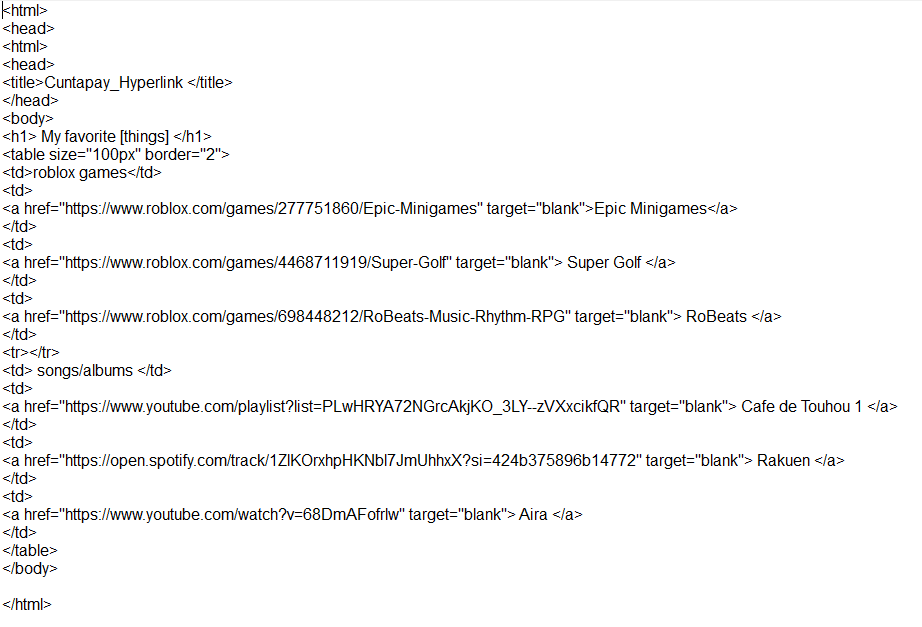 <html>
<head>
<html>
<head>
<title>Cuntapay_Hyperlink </title>
</head>
<body>
<h1> My favorite [things] </h1>
<table size="100px" border="2">
<td>roblox games</td>
<td>
<a href="https://www.roblox.com/games/277751860/Epic-Minigames" target="blank">Epic Minigames</a>
</td>
<td>
<a href="https://www.roblox.com/games/4468711919/Super-Golf" target="blank"> Super Golf </a>
</td>
<td>
<a href="https://www.roblox.com/games/698448212/RoBeats-Music-Rhythm-RPG" target="blank"> RoBeats </a>
</td>
<tr></tr>
<td> songs/albums </td>
<td>
<a href="https://www.youtube.com/playlist?list=PLwHRYA72NGrcAkjKO_3LY--zVXxcikfQR" target="blank"> Cafe de Touhou 1 </a>
</td>
<td>
<a href="https://open.spotify.com/track/1ZlKOrxhpHKNbl7JmUhhxX?si=424b375896b14772" target="blank"> Rakuen </a>
</td>
<td>
<a href="https://www.youtube.com/watch?v=68DmAFofrlw" target="blank"> Aira </a>
</td>
</table>
</body>
</html>